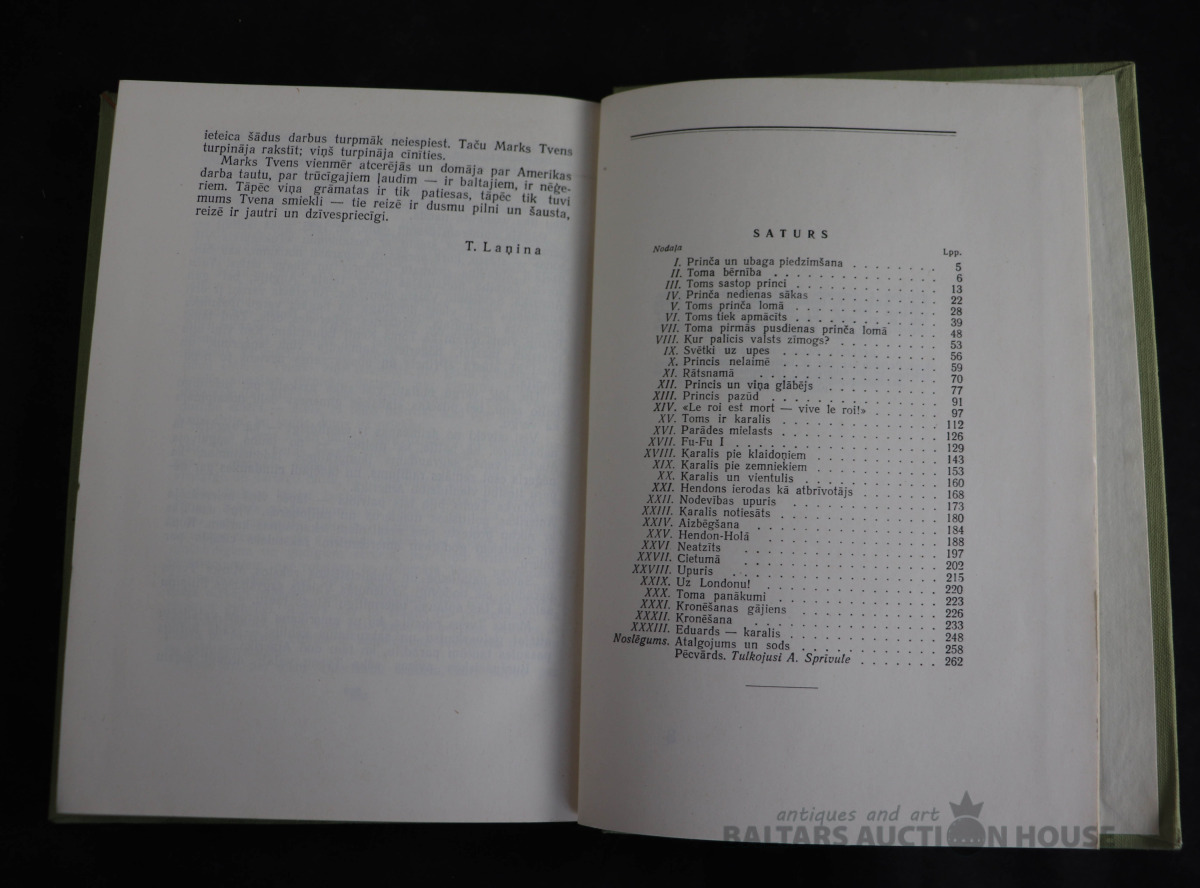 ieteica šādus darbus turpmāk neiespiest. Taču Marks Tvens
turpināja rakstīt; viņš turpināja cīnīties.
Marks Tvens vienmēr atcerējās un domāja par Amerikas
darba tautu, par trūcīgajiem ļaudīm — ir baltajiem, ir nēģe-
riem. Tāpēc viņa grāmatas ir tik patiesas, tāpēc tik tuvi
mums Tvena smiekli — tie reizē ir dusmu pilni un šausta,
reizē ir jautri un dzīvespriecīgi.
T. Laņina
SATURS
Nodaļa Lpp.
I. Prinča un ubaga piedzimšana . . . . . . . 5
II. Toma bērnība . . . . . . . . . . . . 6
III. Toms sastop princi . . . . . . . . . . 13
IV. Prinča nedienas sākas . . . . . . . . . 22
V. Toms prinča lomā . . . . . . . . . . . 28
VI. Toms tiek apmācīts . . . . . . . . . . 39
VII. Toma pirmās pusdienas prinča lomā . . . . 48
VIII. Kur palicis valsts zīmogs? . . . . . . . 53
IX. Svētki uz upes . . . . . . . . . . . 56
X. Princis nelaimē . . . . . . . . . . . 59
XI. Rātsnamā . . . . . . . . . . . . . 70
XII. Princis un viņa glābējs . . . . . . . . 77
XIII. Princis pazūd . . . . . . . . . . . . 91
XIV. «Le roi est mort — vive le roi!» . . . . . 97
XV. Toms ir karalis . . . . . . . . . . . 112
XVI. Parādes mielasts . . . . . . . . . . . 126
XVII. Fu-Fu I . . . . . . . . . . . . . . 129
XVIII. Karalis pie klaidoņiem . . . . . . . . . 143
XIX. Karalis pie zemniekiem . . . . . . . . . 153
XX. Karalis un vientulis . . . . . . . . . . 160
XXI. Hendons ierodas kā atbrīvotājs . . . . . . 168
XXII. Nodevības upuris . . . . . . . . . . . 173
XXIII. Karalis notiesāts . . . . . . . . . . . 180
XXIV. Aizbēgšana . . . . . . . . . . . . 184
XXV. Hendon-Holā . . . . . . . . . . . . 188
XXVI Neatzīts . . . . . . . . . . . . . 197
XXVII. Cietumā . . . . . . . . . . . . . 202
XXVIII. Upuris . . . . . . . . . . . . . . 215
XXIX. Uz Londonu! . . . . . . . . . . . . 220
XXX. Toma panākumi . . . . . . . . . . . 223
XXXI. Kronēšanas gājiens . . . . . . . . . . 226
XXXII. Kronēšana . . . . . . . . . . . . . 233
XXXIII. Eduards — karalis . . . . . . . . . . 248
Noslēgums. Atalgojums un sods . . . . . . . . . 258
Pēcvārds. Tulkojusi A. Sprivule . . . . . . 262
antiques and art
BALTARS AUCTION HOUSE